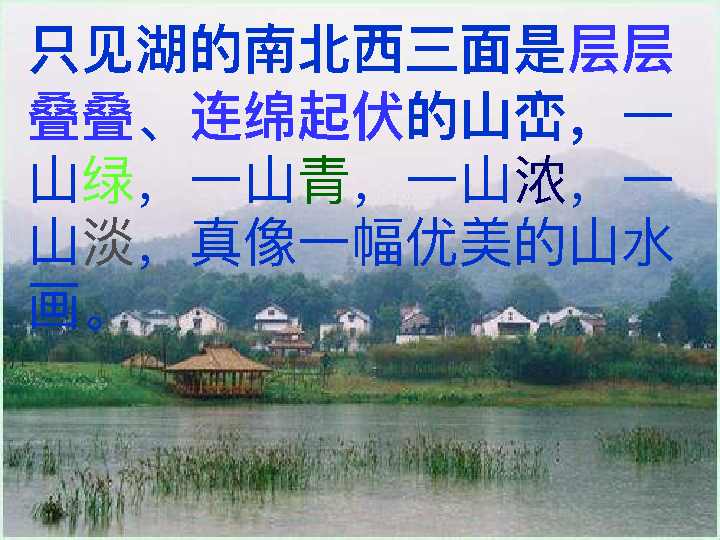 只见湖的南北西三面是层层
叠叠、连绵起伏的山峦，一
山绿，一山青，一山浓，一
山淡，真像一幅优美的山水
画。